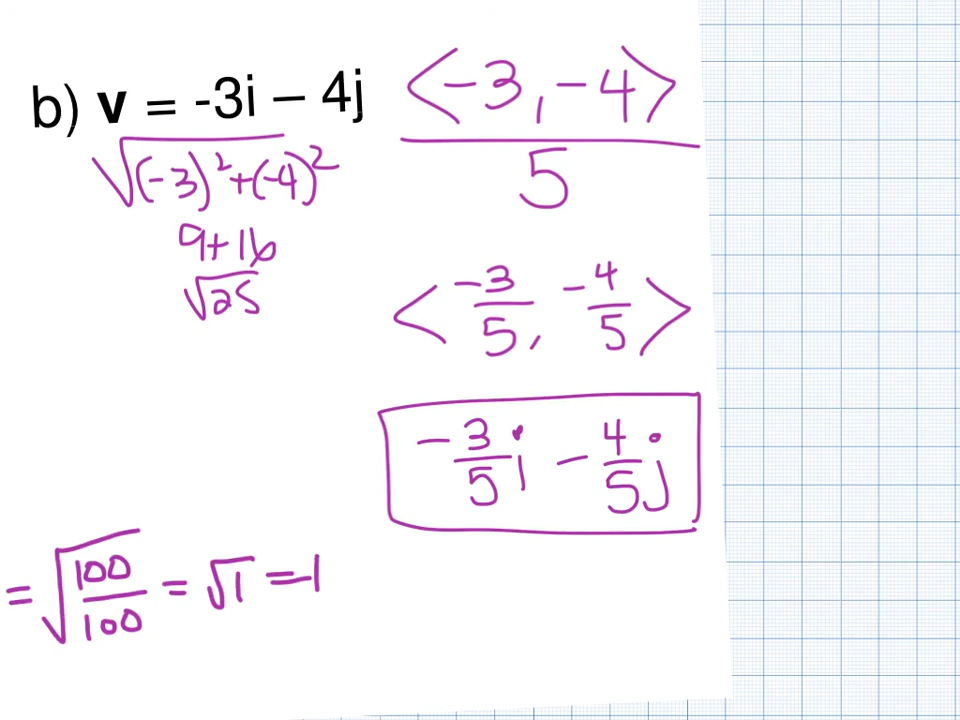 b) v = -3i – 4j
√(-3)²+(-4)²
9+16
√25
<-3, -4>
5
<-3/5, -4/5>
-3/5 i - 4/5 j
= √100/100 = √1 = 1